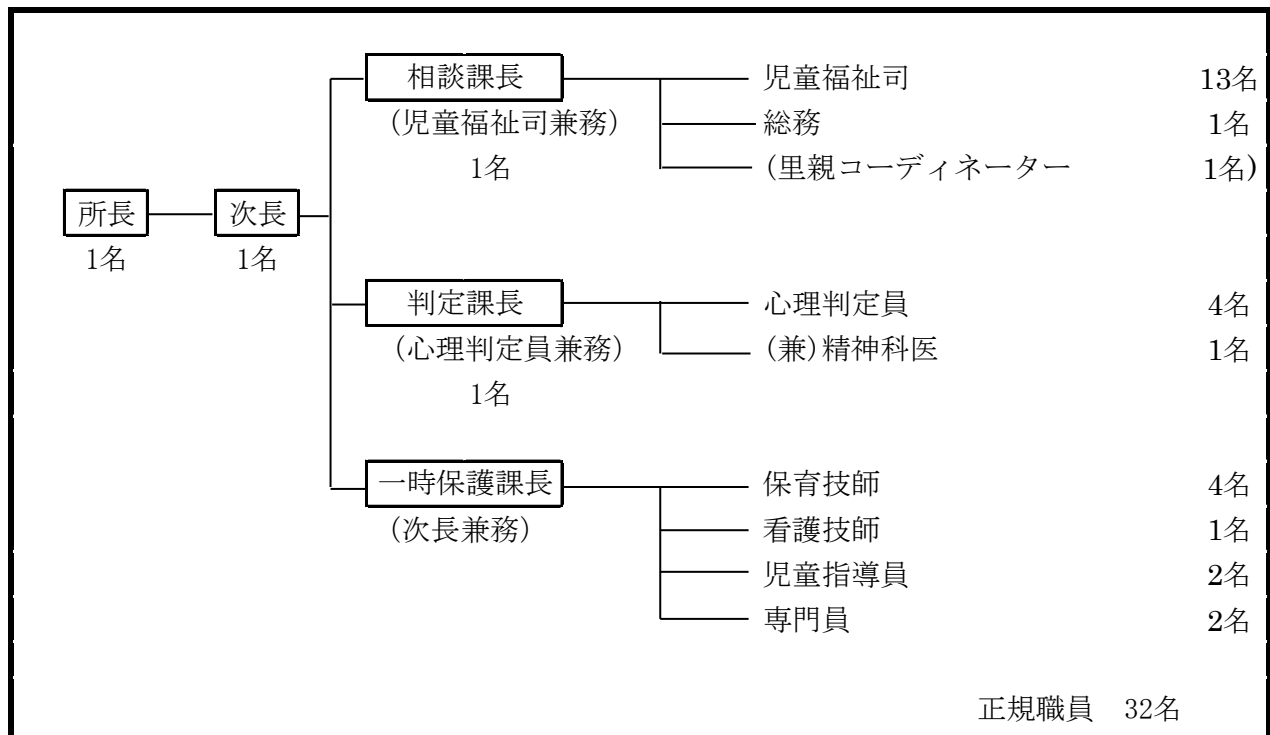 相談課長 児童福祉司 13名
(児童福祉司兼務) 総務 1名
1名 (里親コーディネーター 1名)
所長 次長
1名 1名
判定課長 心理判定員 4名
(心理判定員兼務) (兼)精神科医 1名
1名
一時保護課長 保育技師 4名
(次長兼務) 看護技師 1名
児童指導員 2名
専門員 2名
正規職員 32名